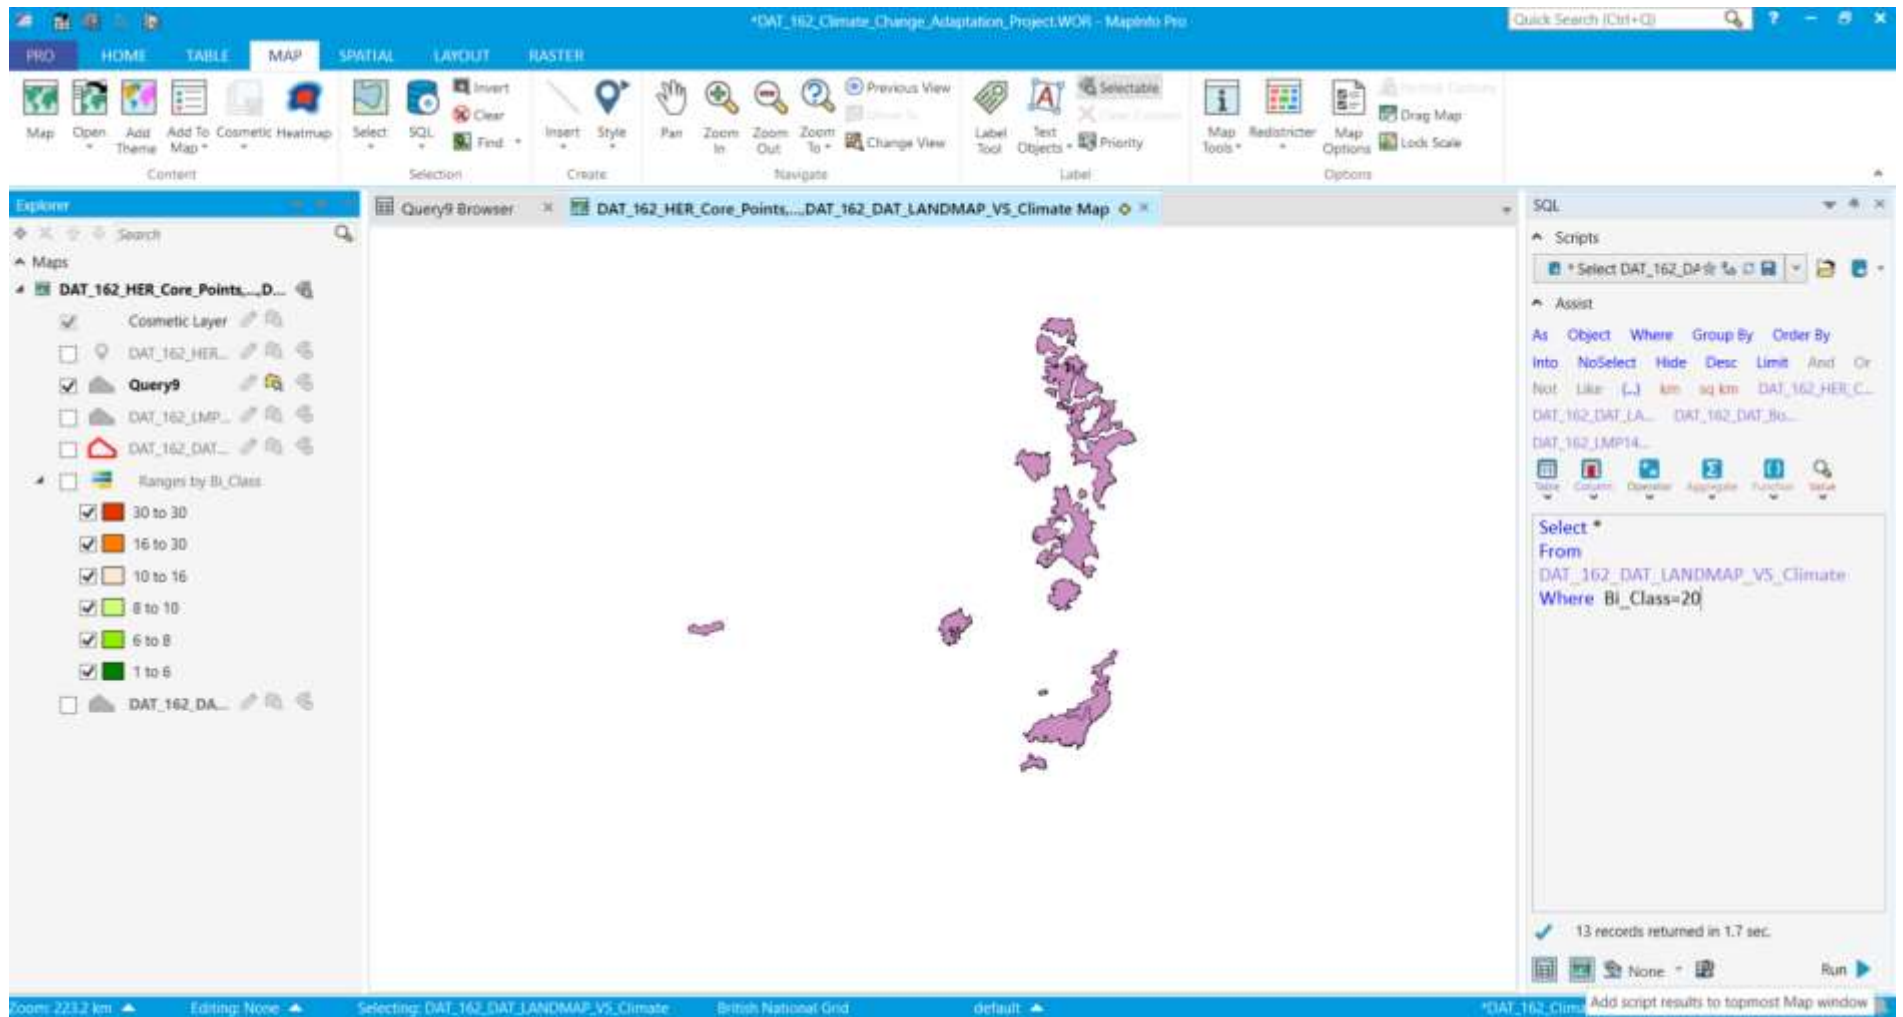 *DAT_162_Climate_Change_Adaptation_Project.WOR - MapInfo Pro
Quick Search (Ctrl+Q)
?
PRO HOME TABLE MAP SPATIAL LAYOUT RASTER
Map
Open
Add Theme
Add To Map
Cosmetic
Heatmap
Content
Select
SQL
Invert
Clear
Find
Selection
Insert
Style
Create
Pan
Zoom In
Zoom Out
Zoom To
Previous View
Change View
Navigate
Label Tool
Text Objects
Selectable
Priority
Label
Map Tools
Redistricter
Map Options
Drag Map
Lock Scale
Options
Explorer
Search
Maps
DAT_162_HER_Core_Points,...,D...
Cosmetic Layer
DAT_162_HER...
Query9
DAT_162_LMP...
DAT_162_DAT...
Ranges by Bi_Class
30 to 30
16 to 30
10 to 16
8 to 10
6 to 8
1 to 6
DAT_162_DA...
Query9 Browser
DAT_162_HER_Core_Points,...,DAT_162_DAT_LANDMAP_VS_Climate Map
SQL
Scripts
* Select DAT_162_DA
Assist
As Object Where Group By Order By
Into NoSelect Hide Desc Limit And Or
Not Like (...) km sq km DAT_162_HER_C...
DAT_162_DAT_LA... DAT_162_DAT_Bo...
DAT_162_LMP14...
Table Column Operator Aggregate Function Value
Select *
From
DAT_162_DAT_LANDMAP_VS_Climate
Where Bi_Class=20
13 records returned in 1.7 sec.
None
Run
Add script results to topmost Map window
Zoom: 223.2 km
Editing: None
Selecting: DAT_162_DAT_LANDMAP_VS_Climate
British National Grid
default
*DAT_162_Clima